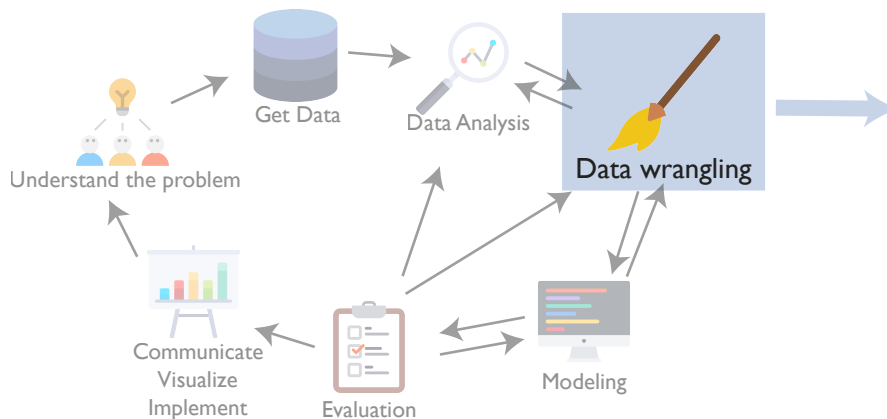 Get Data
Data Analysis
Data wrangling
Understand the problem
Communicate
Visualize
Implement
Evaluation
Modeling